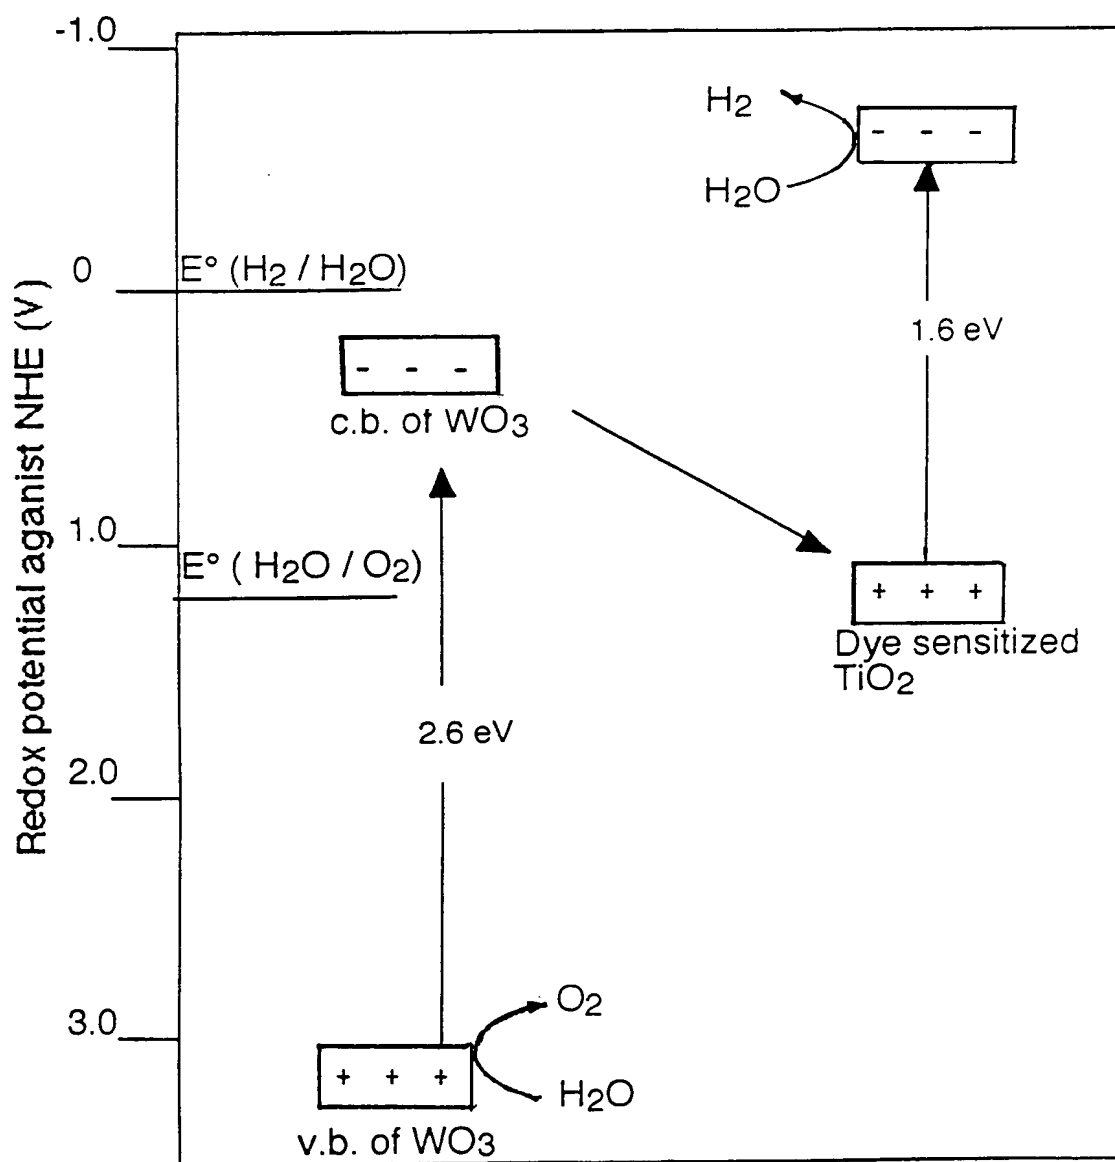 -1.0
H₂
- - -
H₂O
0
E° (H₂ / H₂O)
1.6 eV
- - -
c.b. of WO₃
1.0
E° ( H₂O / O₂)
+ + +
Dye sensitized
TiO₂
2.6 eV
2.0
3.0
O₂
+ + +
H₂O
v.b. of WO₃
Redox potential aganist NHE (V)